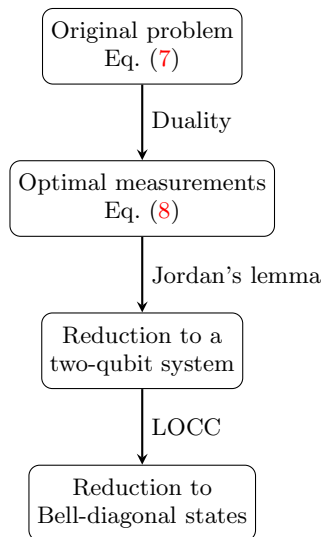 Original problem
Eq. (7)
Duality
Optimal measurements
Eq. (8)
Jordan's lemma
Reduction to a
two-qubit system
LOCC
Reduction to
Bell-diagonal states